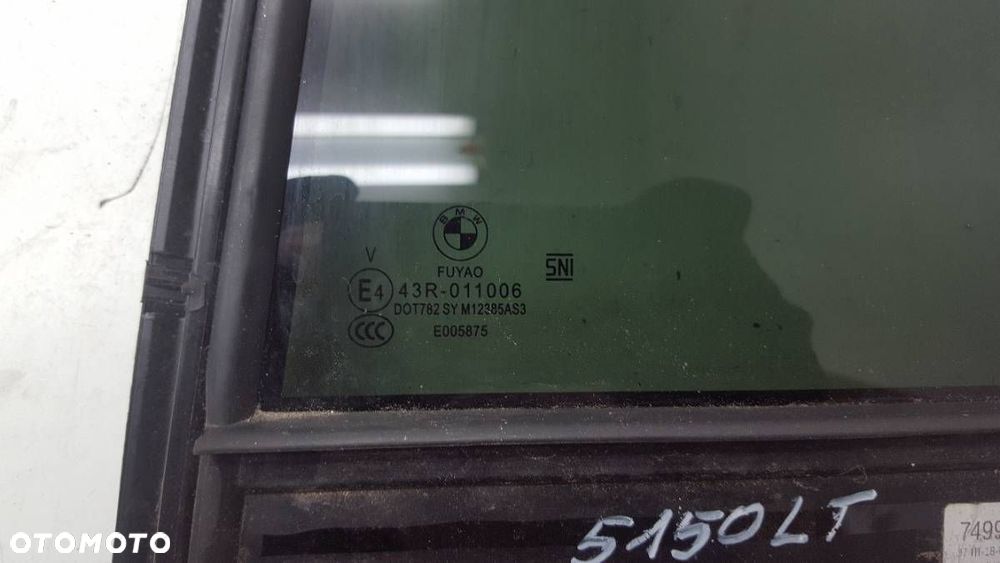 BMW
V
FUYAO
SNI
E4 43R-011006
DOT782 SY M12385AS3
CCC
E005875
5150LT
7499
OTOMOTO